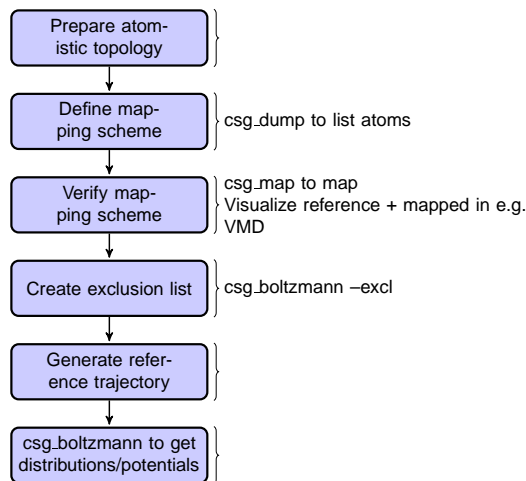 Prepare atom-
istic topology
Define map-
ping scheme
csg_dump to list atoms
Verify map-
ping scheme
csg_map to map
Visualize reference + mapped in e.g.
VMD
Create exclusion list
csg_boltzmann –excl
Generate refer-
ence trajectory
csg_boltzmann to get
distributions/potentials